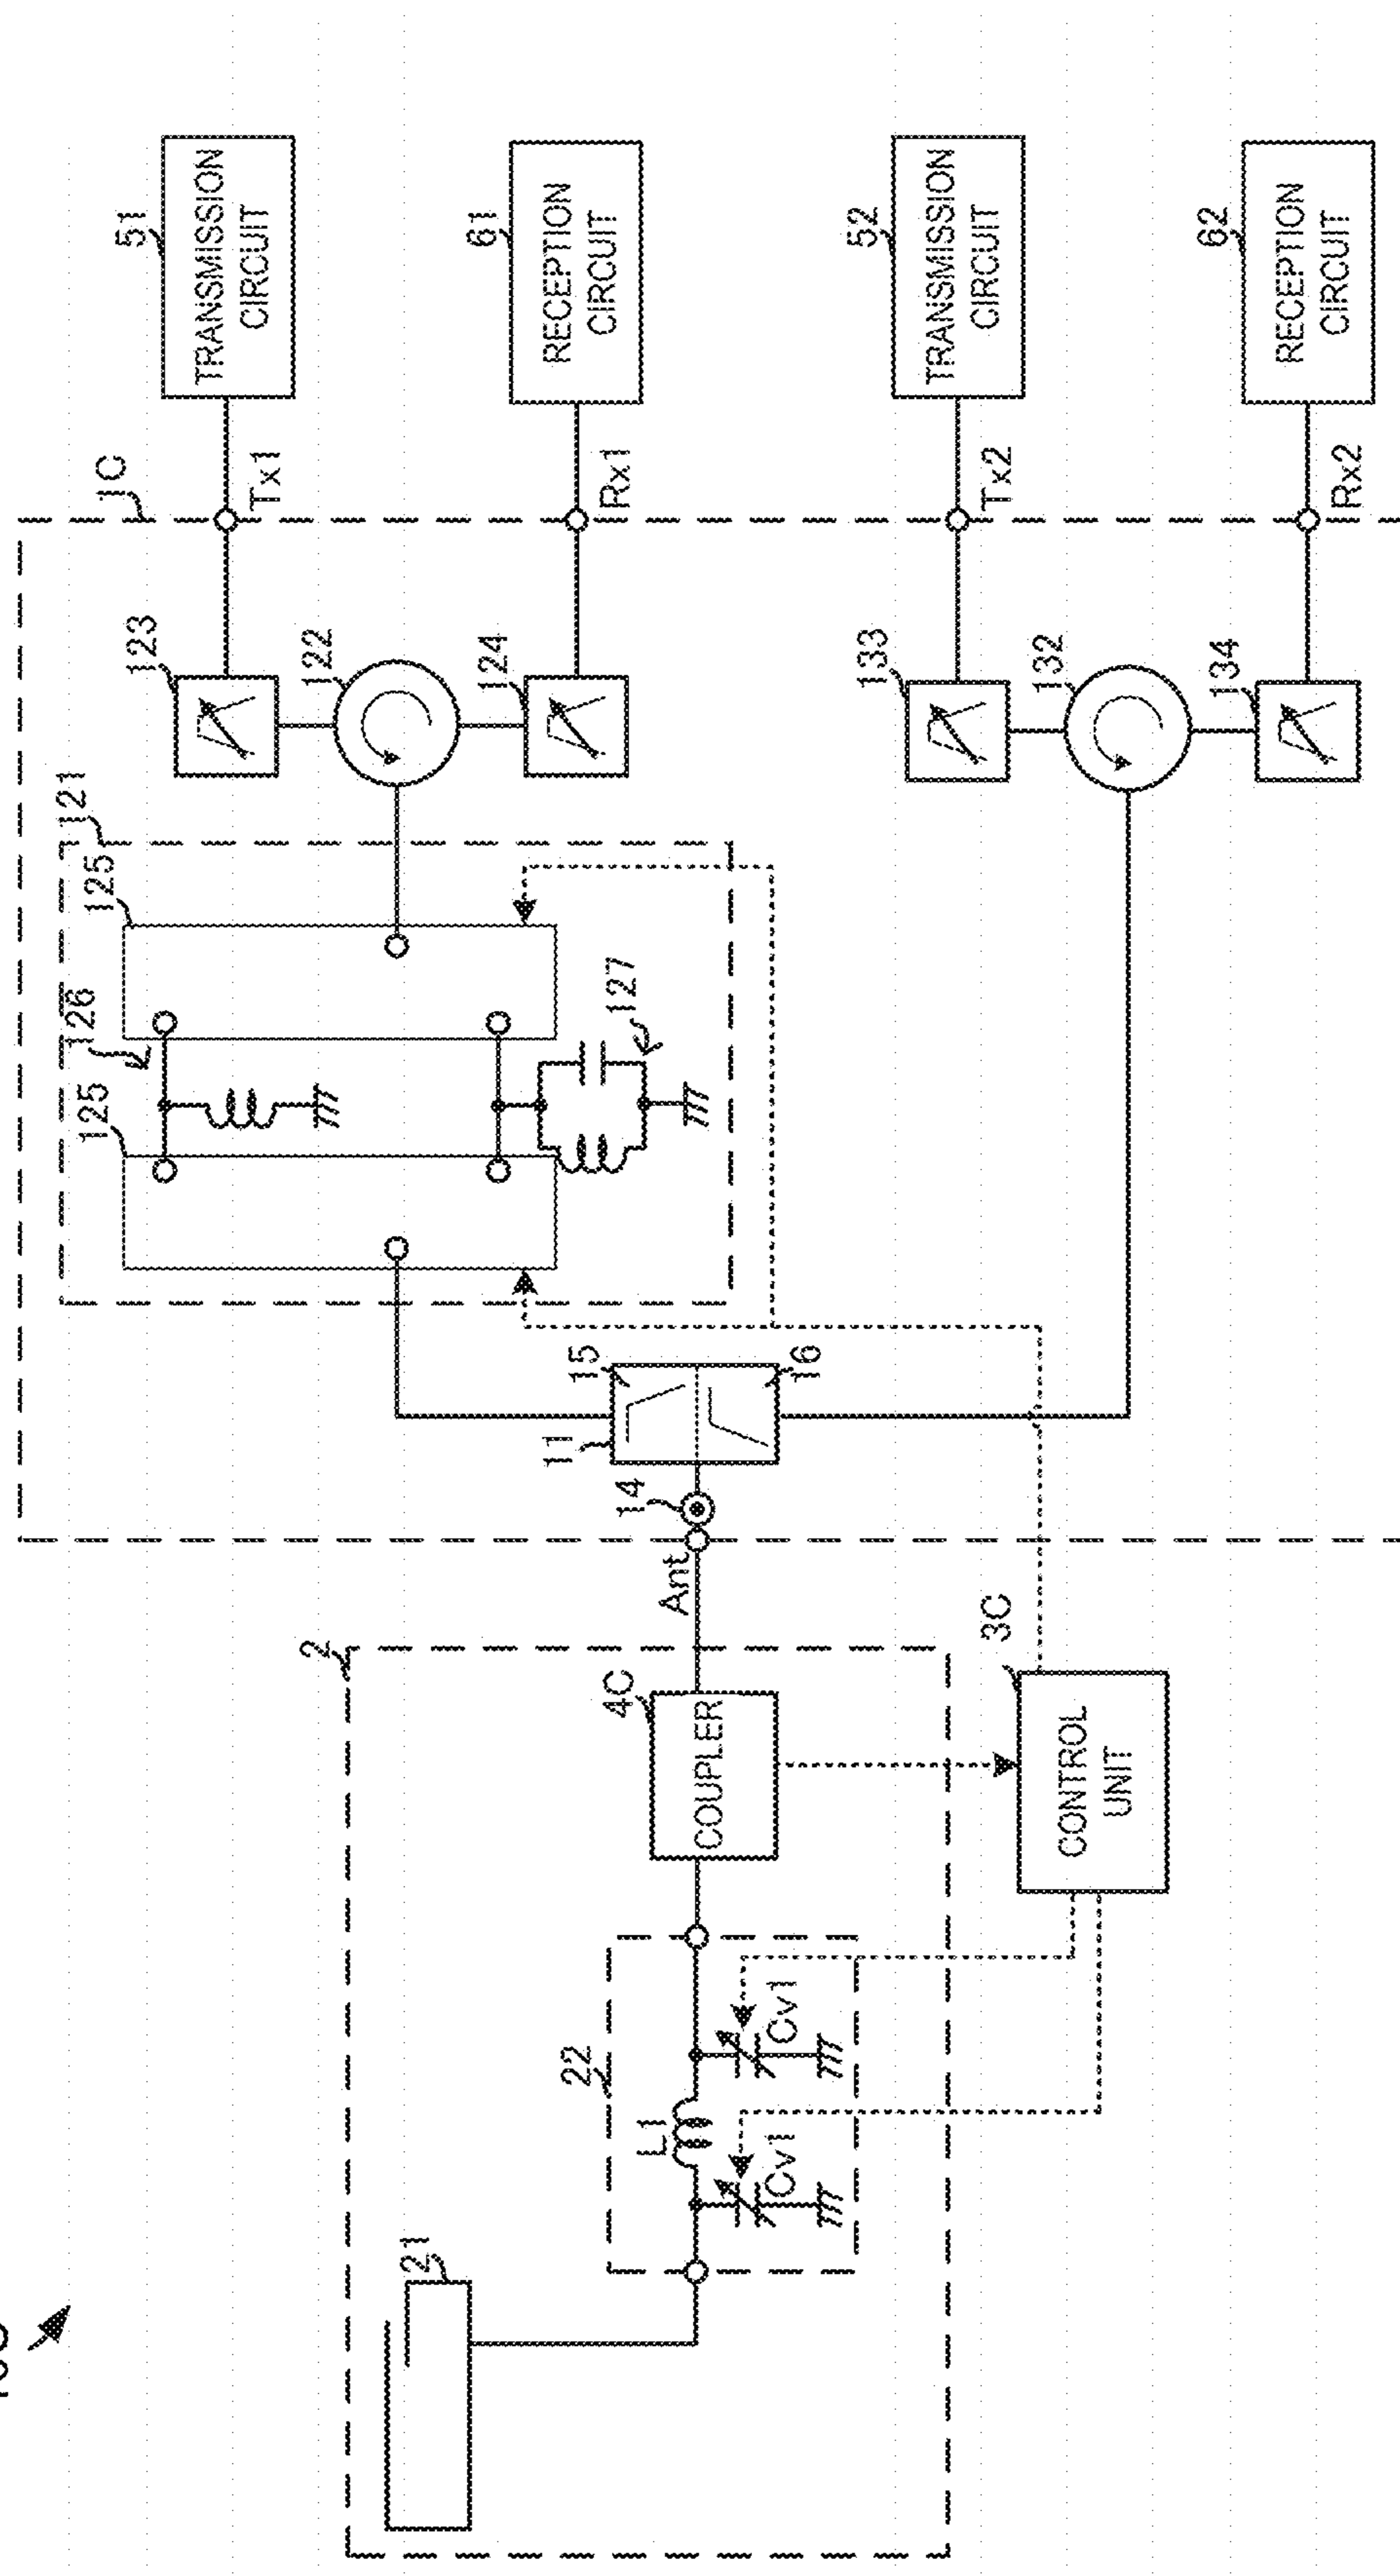 51
TRANSMISSION
CIRCUIT
61
RECEPTION
CIRCUIT
52
TRANSMISSION
CIRCUIT
62
RECEPTION
CIRCUIT
1C
Tx1
Rx1
Tx2
Rx2
123
122
124
133
132
134
121
125
126
127
125
15
16
11
14
Ant
2
4C
COUPLER
3C
CONTROL
UNIT
22
L1
Cv1
Cv1
21